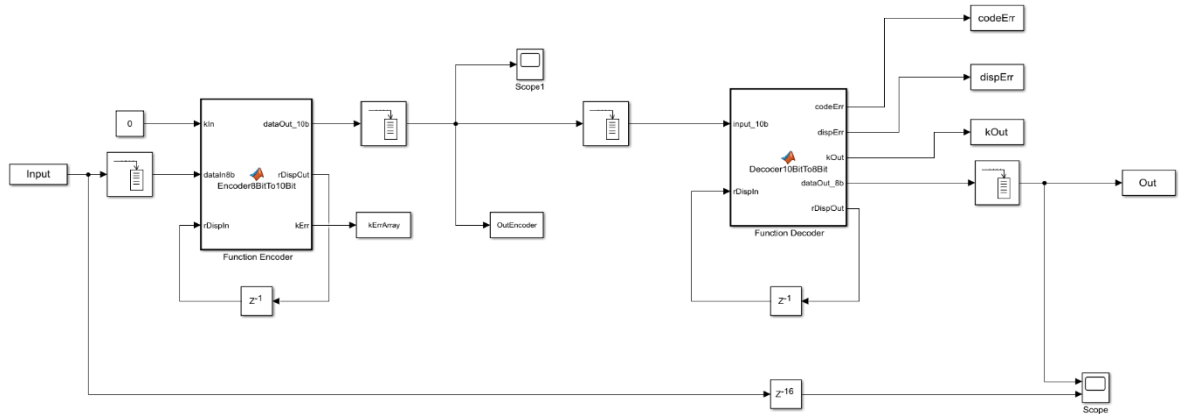 codeErr
dispErr
kOut
Scope1
0
kIn
dataOut_10b
Input
dataIn8b
Encoder8BitTo10Bit
rDispOut
rDispIn
kErr
Function Encoder
kErrArray
OutEncoder
Z-1
input_10b
codeErr
dispErr
kOut
Decocer10BitTo8Bit
dataOut_8b
rDispIn
rDispOut
Function Decoder
Out
Z-1
Z-16
Scope